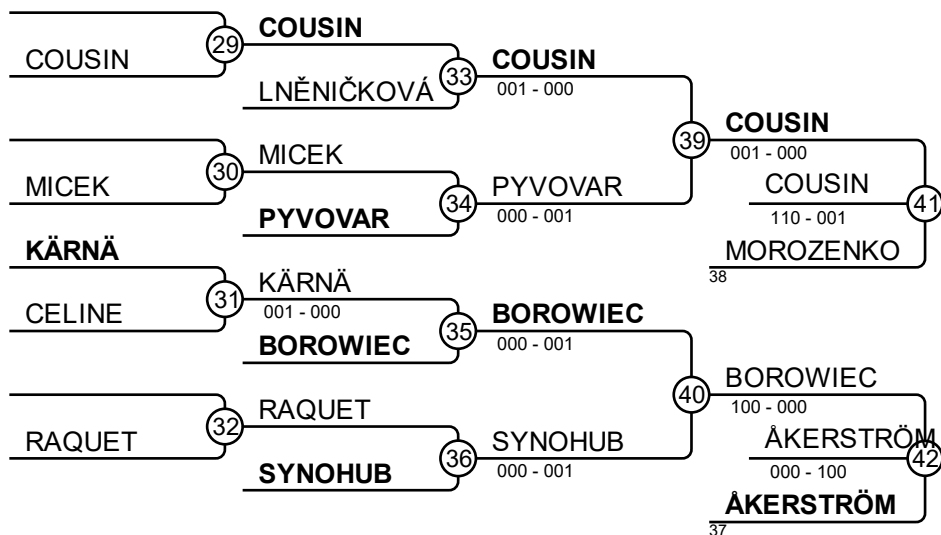 COUSIN
29
COUSIN
LNĚNIČKOVÁ
33
COUSIN
001 - 000
MICEK
30
MICEK
PYVOVAR
34
PYVOVAR
000 - 001
39
COUSIN
001 - 000
COUSIN
110 - 001
41
MOROZENKO
38
KÄRNÄ
CELINE
31
KÄRNÄ
001 - 000
BOROWIEC
35
BOROWIEC
000 - 001
RAQUET
32
RAQUET
SYNOHUB
36
SYNOHUB
000 - 001
40
BOROWIEC
100 - 000
ÅKERSTRÖM
000 - 100
42
ÅKERSTRÖM
37